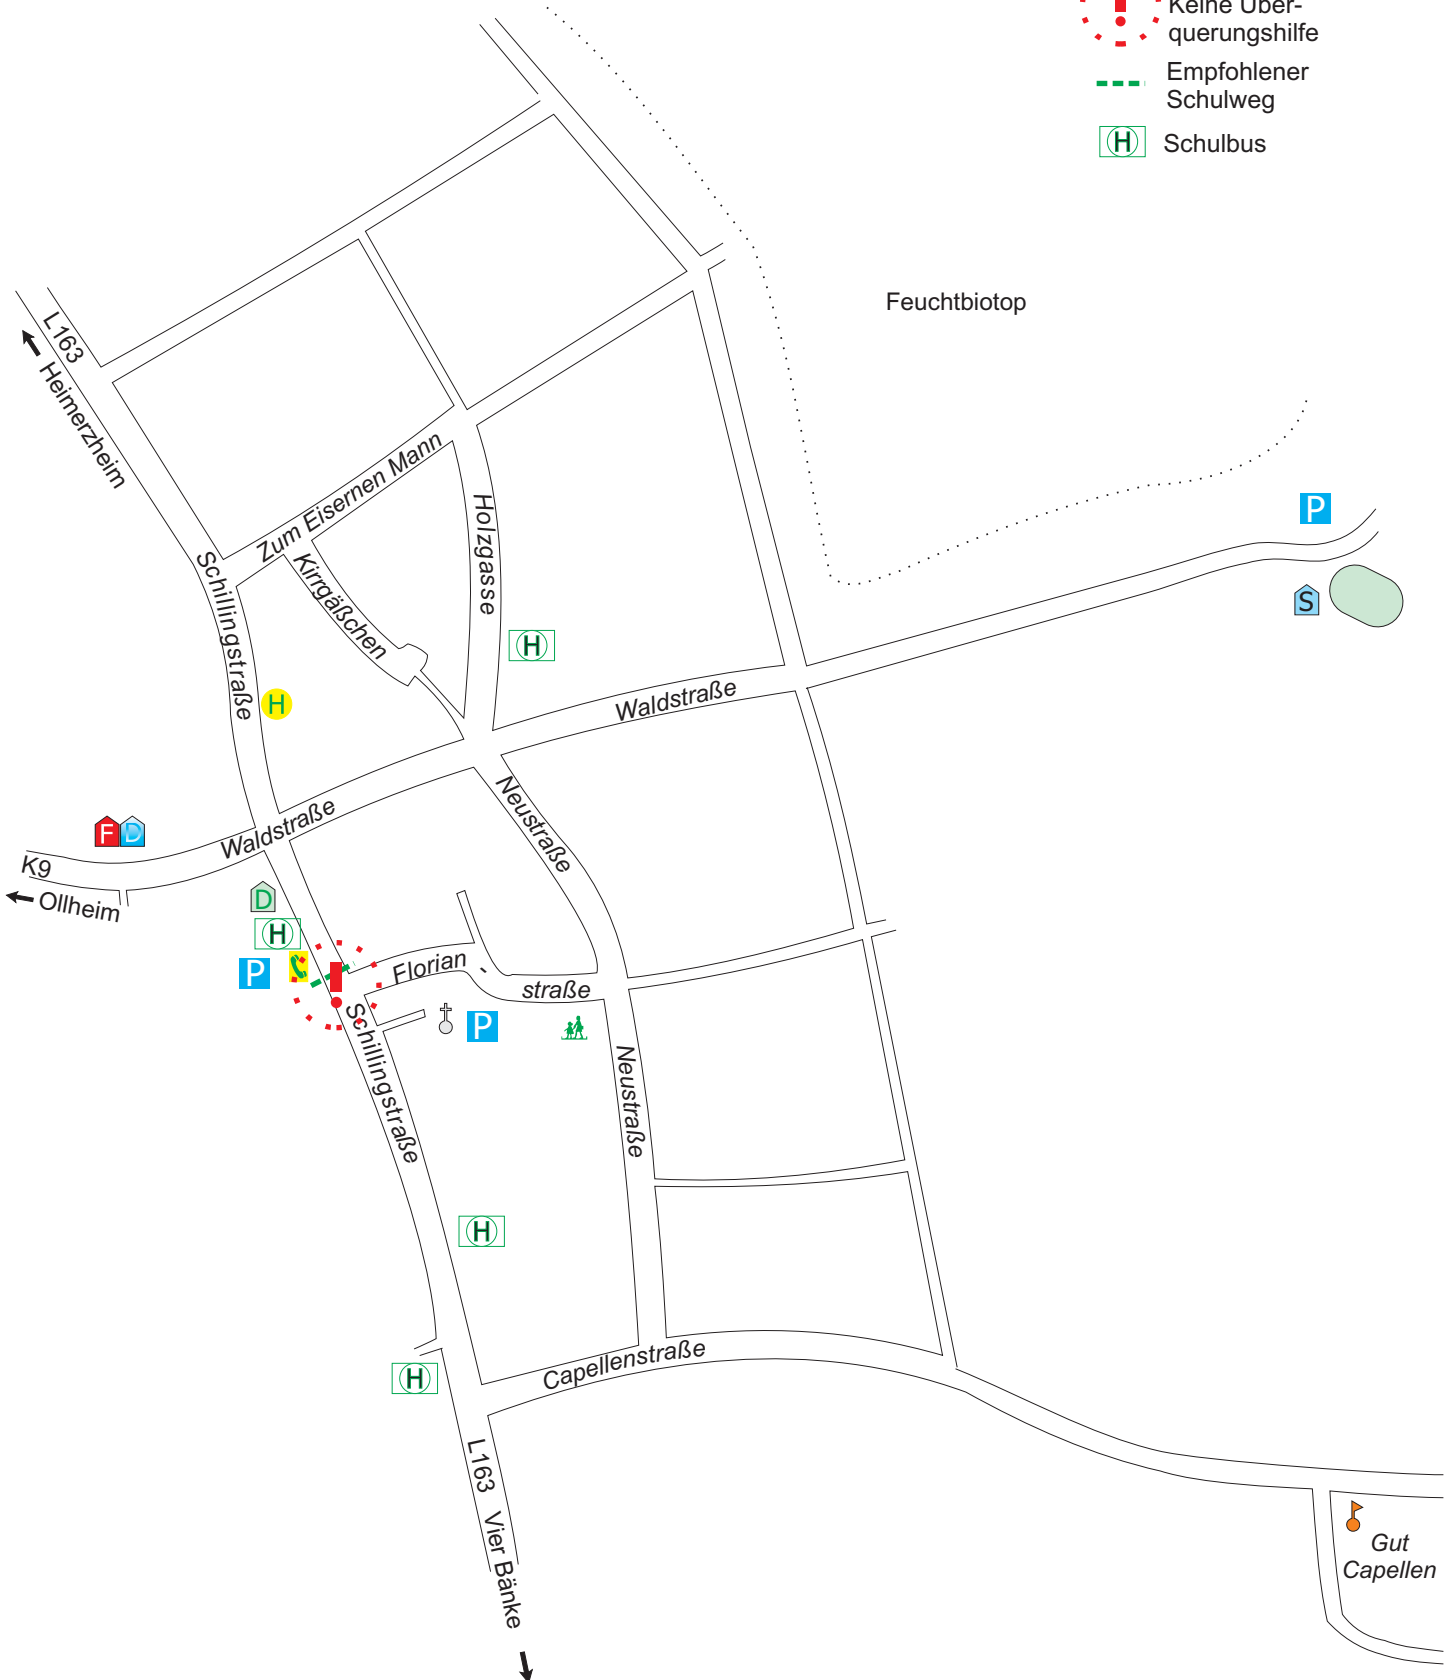 Keine Über-
querungshilfe
Empfohlener
Schulweg
H Schulbus
Feuchtbiotop
L163
Heimerzheim
Zum Eisernen Mann
Holzgasse
P
Kirrgäßchen
Schillingstraße
S
H
H
Waldstraße
Neustraße
Waldstraße
F D
K9
Ollheim
D
H
P
Florian -
straße
P
Schillingstraße
Neustraße
H
H
Capellenstraße
L163 Vier Bänke
Gut
Capellen